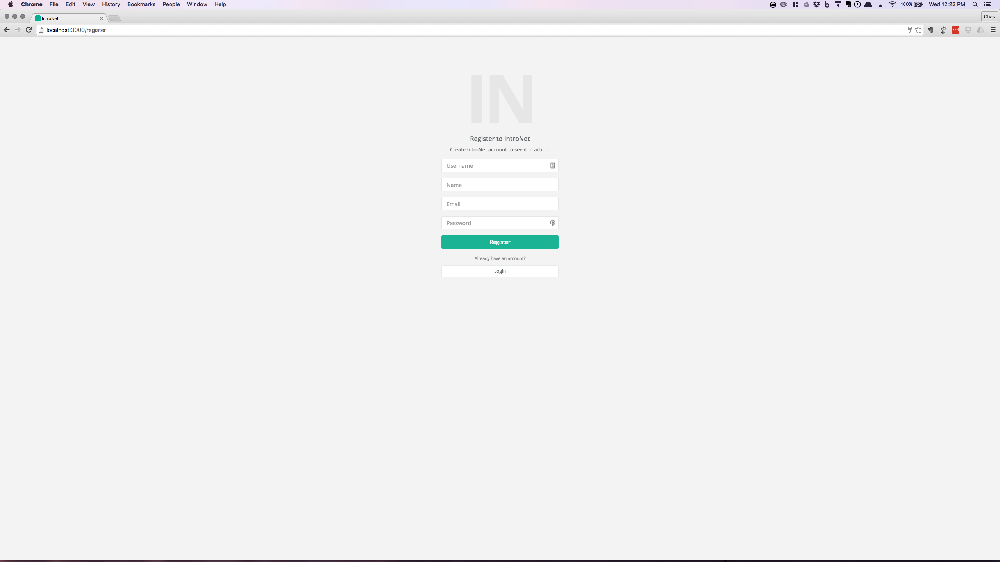 Chrome File Edit View History Bookmarks People Window Help 4 100% Wed 12:23 PM
IntroNet Chas
localhost:3000/register
IN
Register to IntroNet
Create IntroNet account to see it in action.
Username
Name
Email
Password
Register
Already have an account?
Login